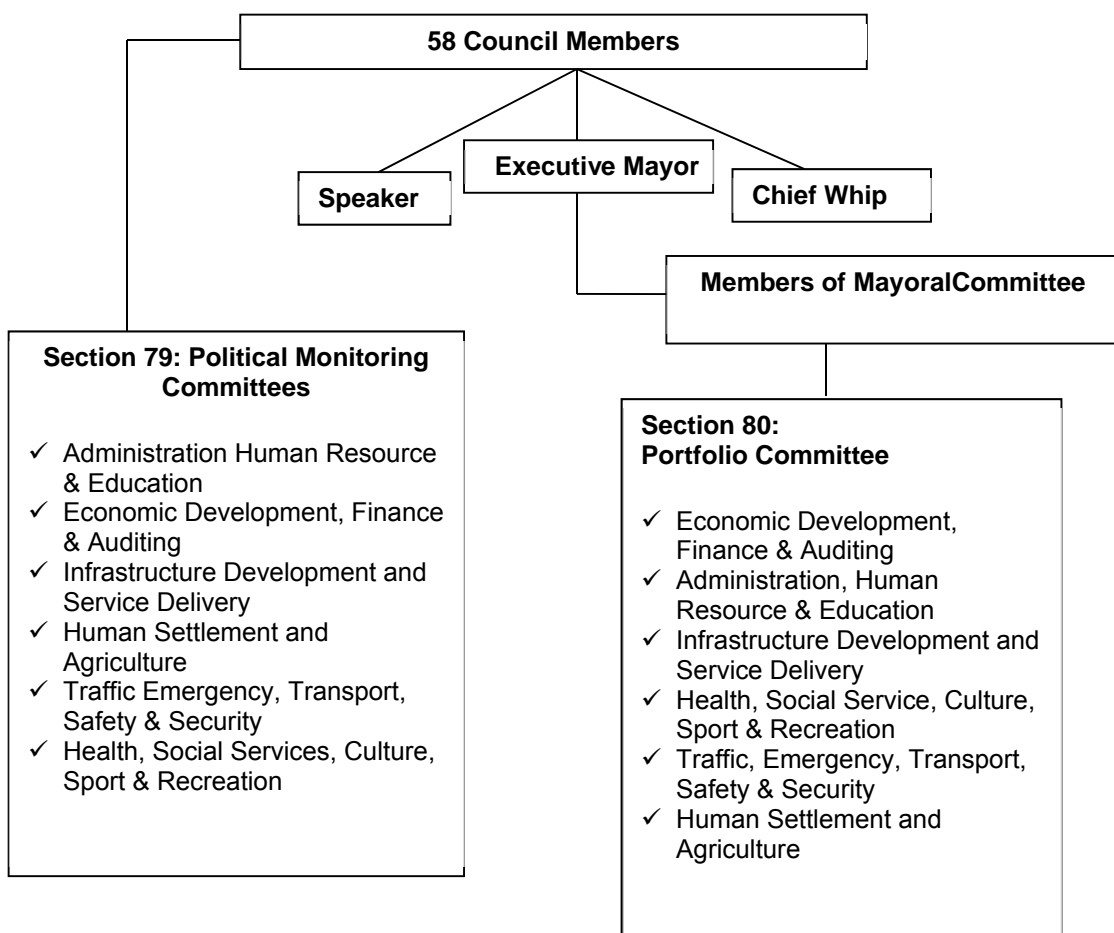 58 Council Members
Speaker
Executive Mayor
Chief Whip
Members of MayoralCommittee
Section 79: Political Monitoring
Committees
✓ Administration Human Resource
& Education
✓ Economic Development, Finance
& Auditing
✓ Infrastructure Development and
Service Delivery
✓ Human Settlement and
Agriculture
✓ Traffic Emergency, Transport,
Safety & Security
✓ Health, Social Services, Culture,
Sport & Recreation
Section 80:
Portfolio Committee
✓ Economic Development,
Finance & Auditing
✓ Administration, Human
Resource & Education
✓ Infrastructure Development and
Service Delivery
✓ Health, Social Service, Culture,
Sport & Recreation
✓ Traffic, Emergency, Transport,
Safety & Security
✓ Human Settlement and
Agriculture